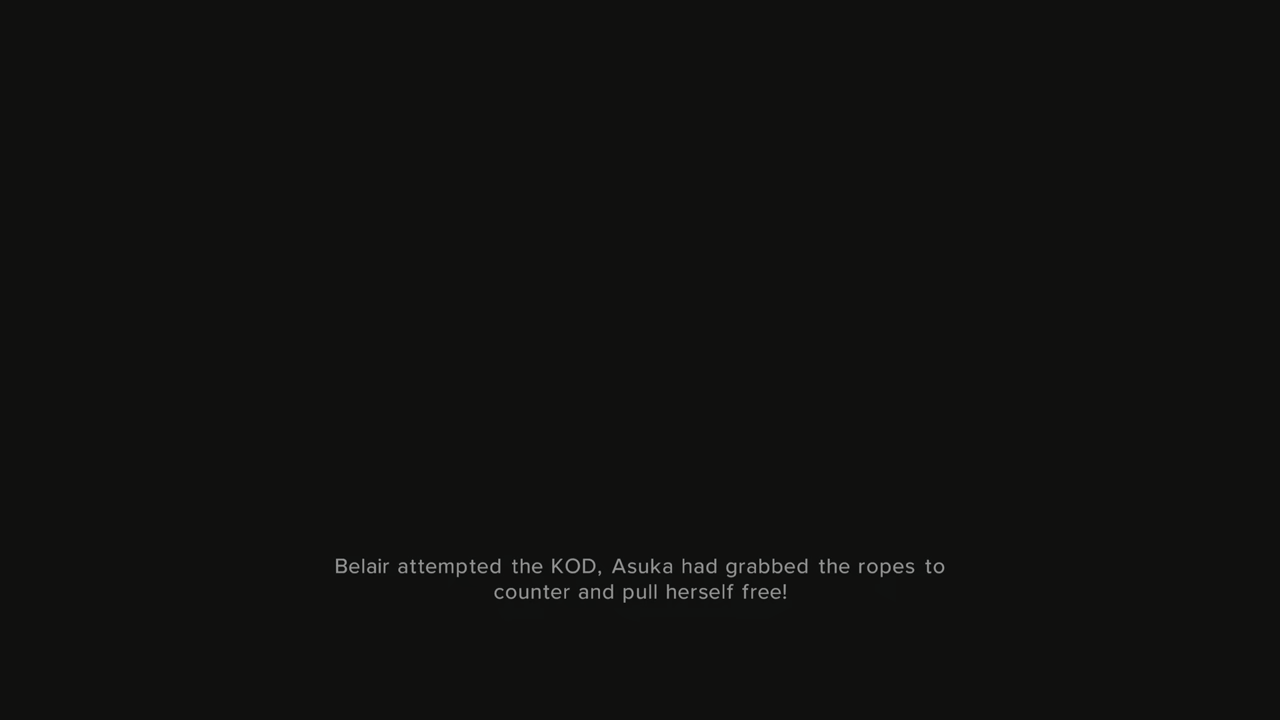 Belair attempted the KOD, Asuka had grabbed the ropes to
counter and pull herself free!